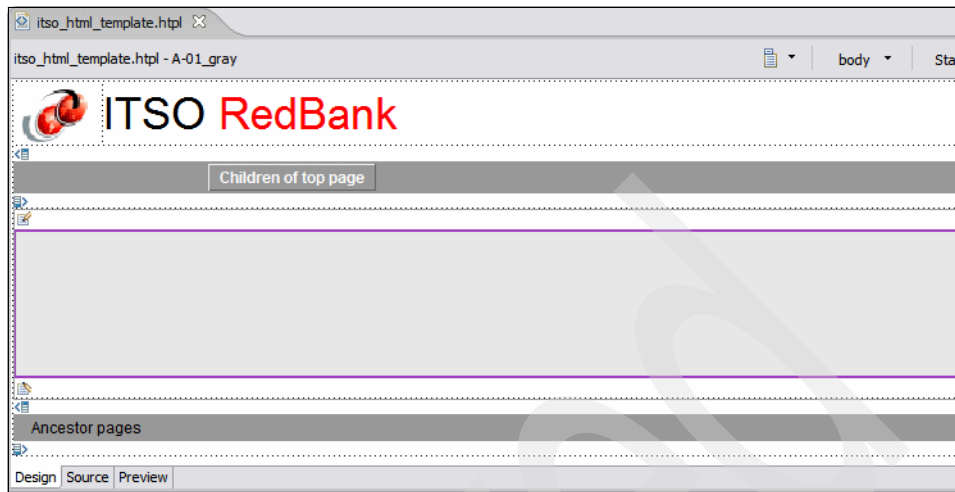 itso_html_template.htpl
itso_html_template.htpl - A-01_gray body Sta
ITSO RedBank
Children of top page
Ancestor pages
Design Source Preview